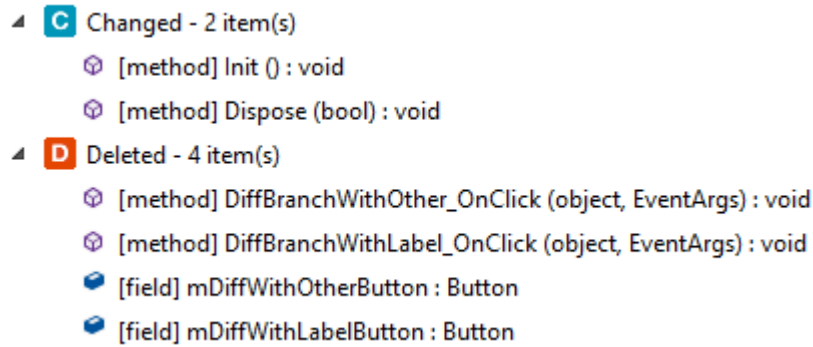 C Changed - 2 item(s)
[method] Init () : void
[method] Dispose (bool) : void
D Deleted - 4 item(s)
[method] DiffBranchWithOther_OnClick (object, EventArgs) : void
[method] DiffBranchWithLabel_OnClick (object, EventArgs) : void
[field] mDiffWithOtherButton : Button
[field] mDiffWithLabelButton : Button